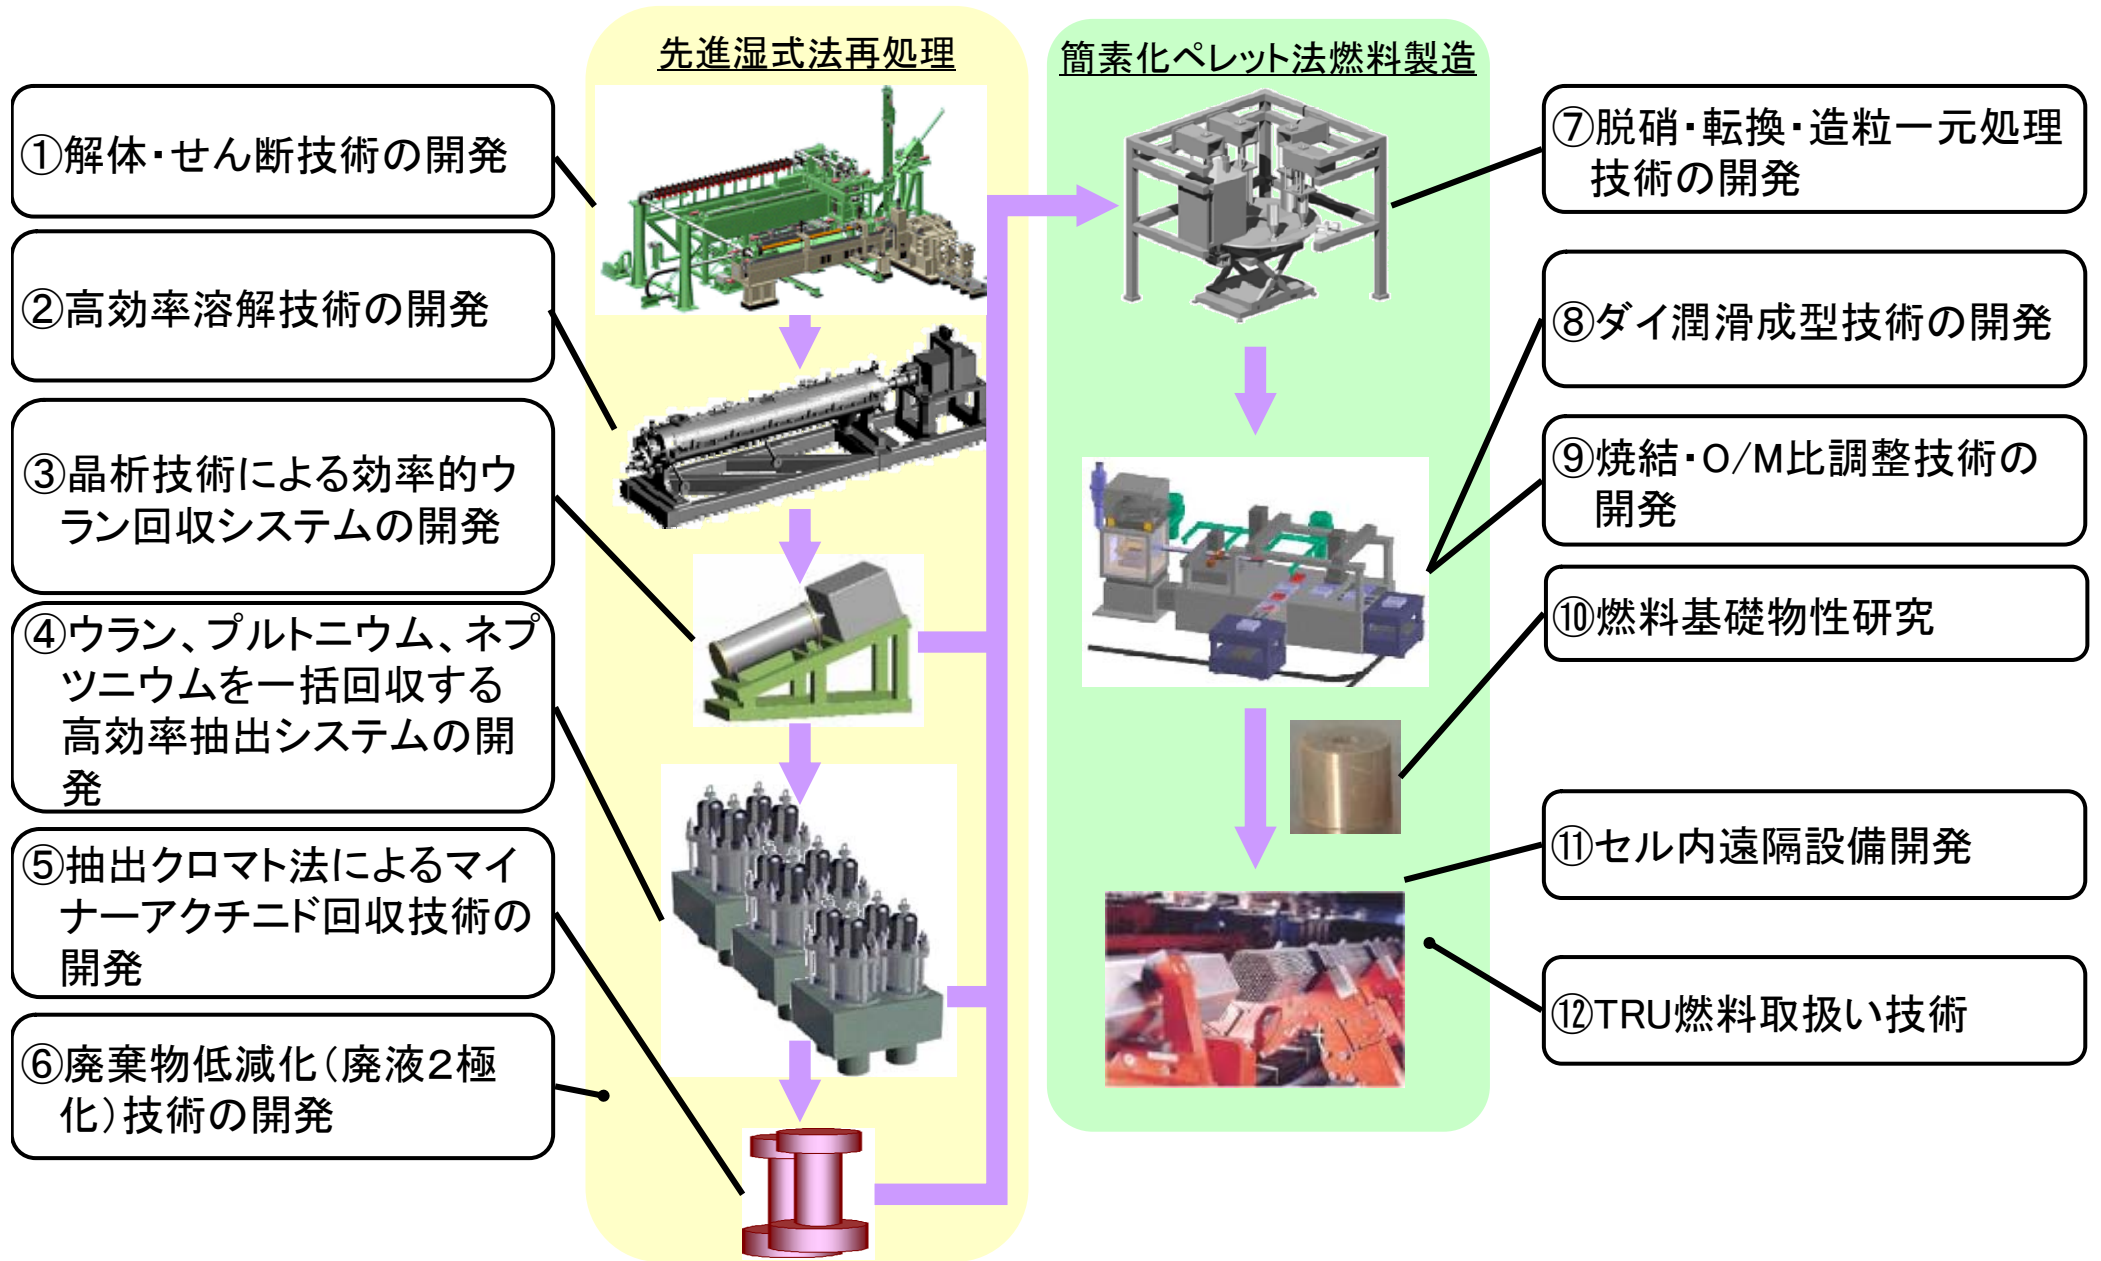 先進湿式法再処理
簡素化ペレット法燃料製造
①解体・せん断技術の開発
②高効率溶解技術の開発
③晶析技術による効率的ウ
ラン回収システムの開発
④ウラン、プルトニウム、ネプ
ツニウムを一括回収する
高効率抽出システムの開
発
⑤抽出クロマト法によるマイ
ナーアクチニド回収技術の
開発
⑥廃棄物低減化（廃液２極
化）技術の開発
⑦脱硝・転換・造粒一元処理
技術の開発
⑧ダイ潤滑成型技術の開発
⑨焼結・O/M比調整技術の
開発
⑩燃料基礎物性研究
⑪セル内遠隔設備開発
⑫TRU燃料取扱い技術